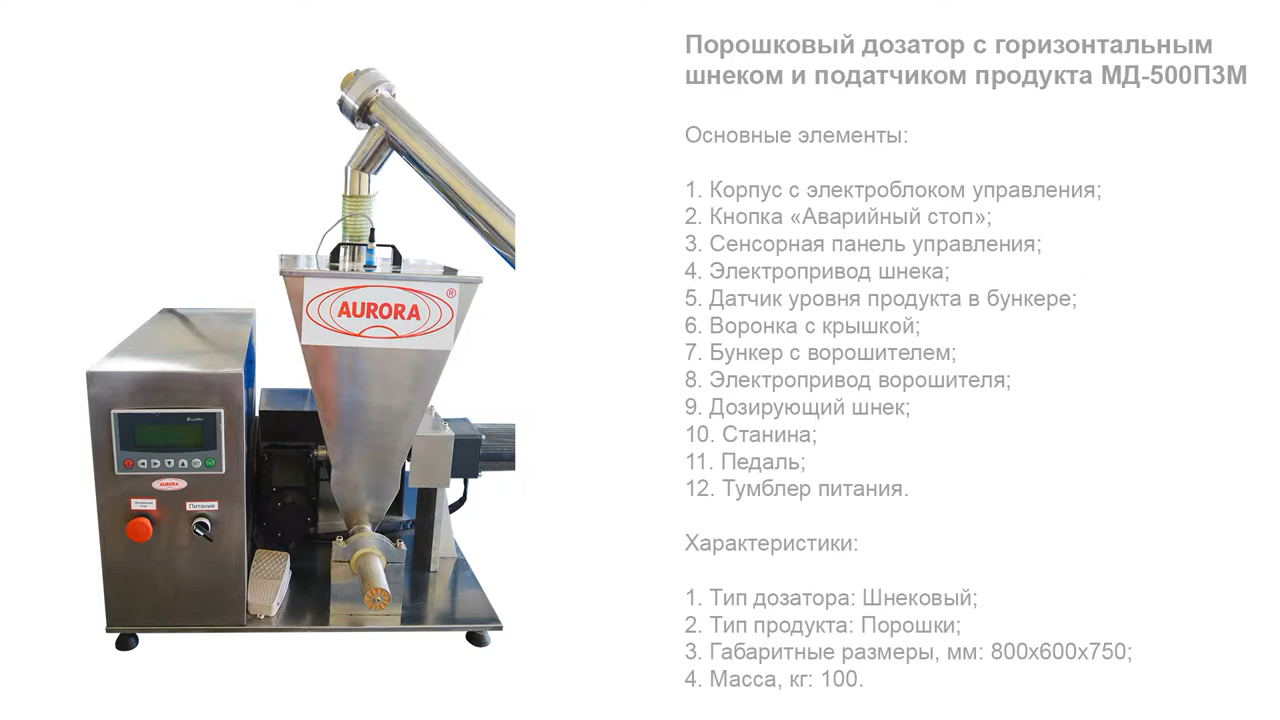 Порошковый дозатор с горизонтальным
шнеком и податчиком продукта МД-500П3М
Основные элементы:
1. Корпус с электроблоком управления;
2. Кнопка «Аварийный стоп»;
3. Сенсорная панель управления;
4. Электропривод шнека;
5. Датчик уровня продукта в бункере;
6. Воронка с крышкой;
7. Бункер с ворошителем;
8. Электропривод ворошителя;
9. Дозирующий шнек;
10. Станина;
11. Педаль;
12. Тумблер питания.
Характеристики:
1. Тип дозатора: Шнековый;
2. Тип продукта: Порошки;
3. Габаритные размеры, мм: 800х600х750;
4. Масса, кг: 100.
AURORA ®
AURORA
Питание